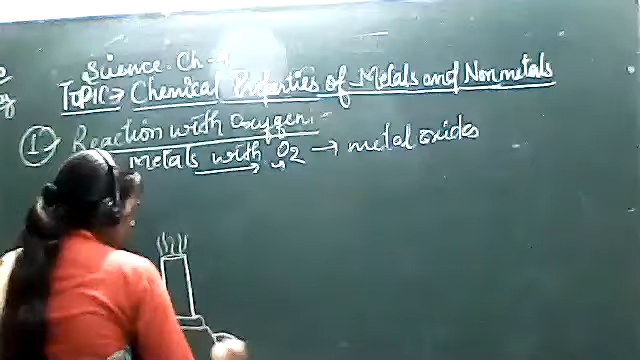 Science. Ch-
Topic → Chemical Properties of Metals and Nonmetals
① Reaction with oxygen :-
Metals with O2 → metal oxides